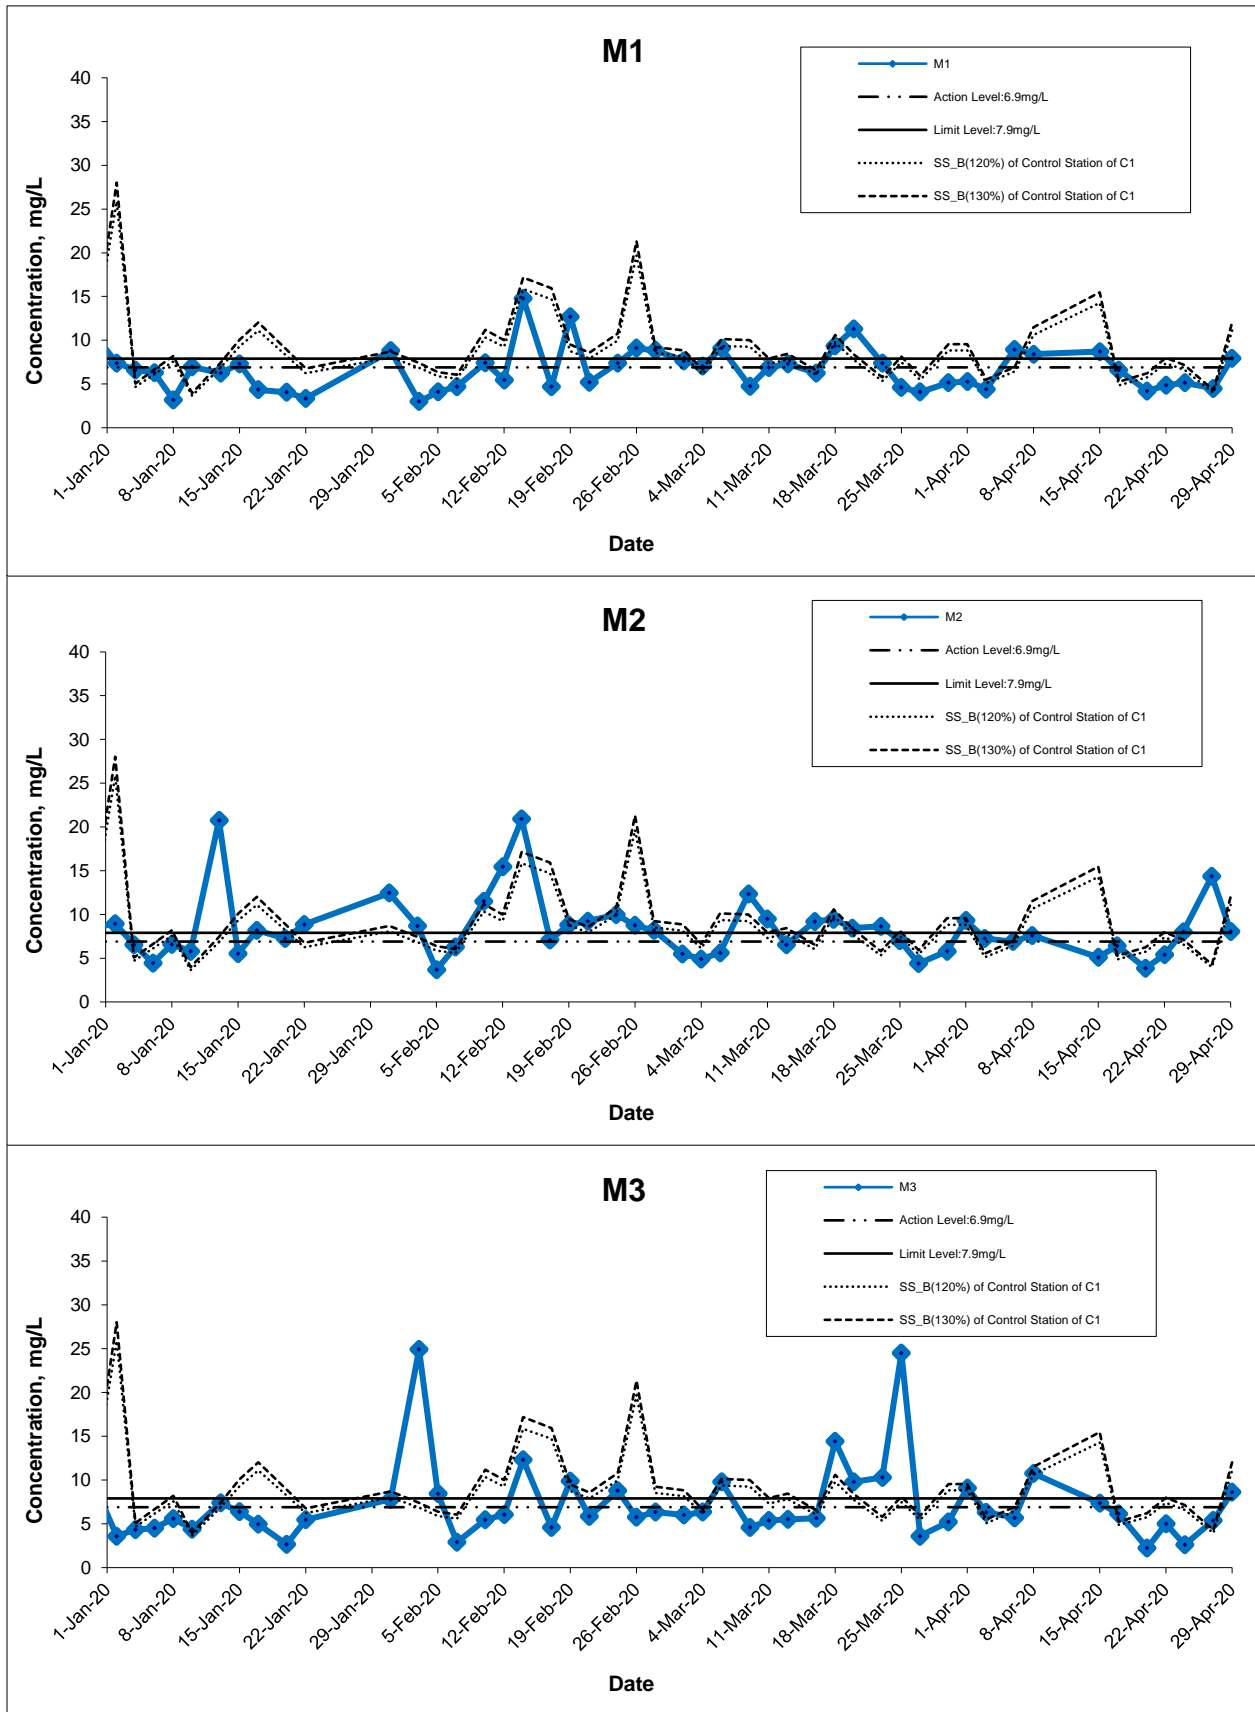 M1
M1
Action Level:6.9mg/L
Limit Level:7.9mg/L
SS_B(120%) of Control Station of C1
SS_B(130%) of Control Station of C1
Concentration, mg/L
40
35
30
25
20
15
10
5
0
1-Jan-20
8-Jan-20
15-Jan-20
22-Jan-20
29-Jan-20
5-Feb-20
12-Feb-20
19-Feb-20
26-Feb-20
4-Mar-20
11-Mar-20
18-Mar-20
25-Mar-20
1-Apr-20
8-Apr-20
15-Apr-20
22-Apr-20
29-Apr-20
Date
M2
M2
Action Level:6.9mg/L
Limit Level:7.9mg/L
SS_B(120%) of Control Station of C1
SS_B(130%) of Control Station of C1
Concentration, mg/L
40
35
30
25
20
15
10
5
0
1-Jan-20
8-Jan-20
15-Jan-20
22-Jan-20
29-Jan-20
5-Feb-20
12-Feb-20
19-Feb-20
26-Feb-20
4-Mar-20
11-Mar-20
18-Mar-20
25-Mar-20
1-Apr-20
8-Apr-20
15-Apr-20
22-Apr-20
29-Apr-20
Date
M3
M3
Action Level:6.9mg/L
Limit Level:7.9mg/L
SS_B(120%) of Control Station of C1
SS_B(130%) of Control Station of C1
Concentration, mg/L
40
35
30
25
20
15
10
5
0
1-Jan-20
8-Jan-20
15-Jan-20
22-Jan-20
29-Jan-20
5-Feb-20
12-Feb-20
19-Feb-20
26-Feb-20
4-Mar-20
11-Mar-20
18-Mar-20
25-Mar-20
1-Apr-20
8-Apr-20
15-Apr-20
22-Apr-20
29-Apr-20
Date